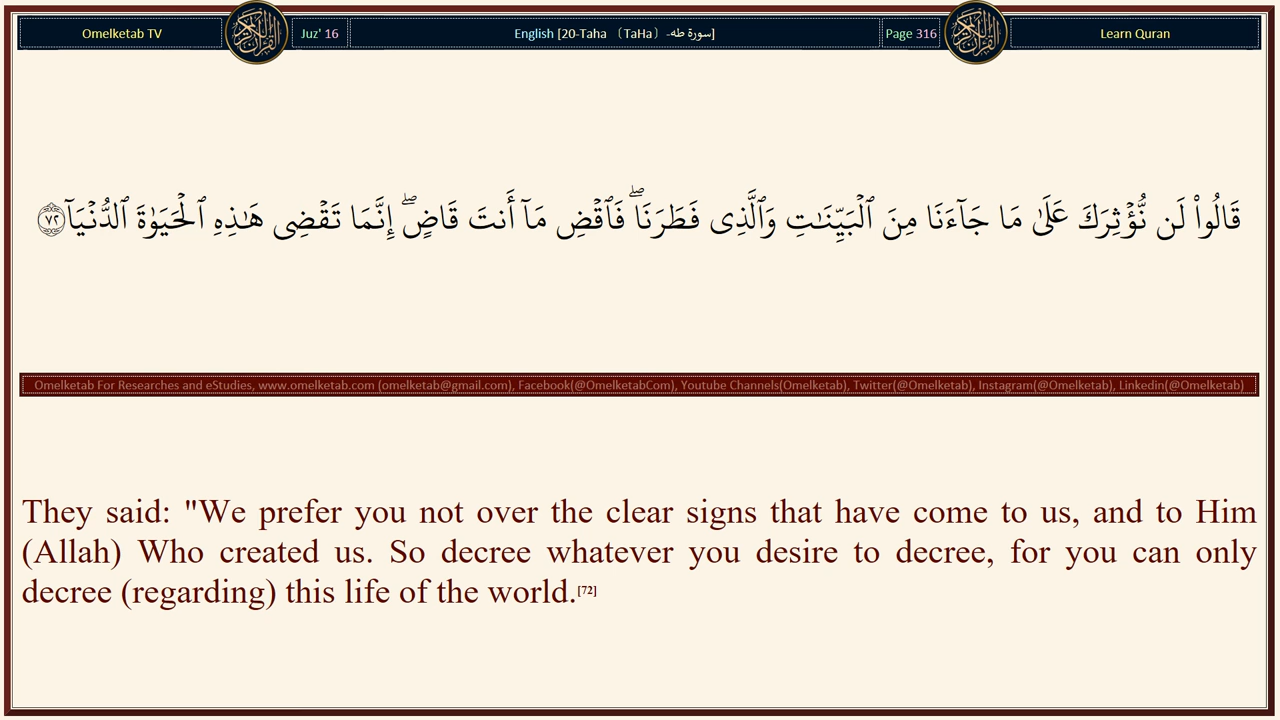 Omelketab TV
Juz' 16
English [20-Taha 〔TaHa〕 -سورة طه]
Page 316
Learn Quran
قَالُوا۟ لَن نُّؤْثِرَكَ عَلَىٰ مَا جَآءَنَا مِنَ ٱلْبَيِّنَـٰتِ وَٱلَّذِى فَطَرَنَا ۖ فَٱقْضِ مَآ أَنتَ قَاضٍ ۖ إِنَّمَا تَقْضِى هَـٰذِهِ ٱلْحَيَوٰةَ ٱلدُّنْيَآ ٧٢
Omelketab For Researches and eStudies, www.omelketab.com (omelketab@gmail.com), Facebook(@OmelketabCom), Youtube Channels(Omelketab), Twitter(@Omelketab), Instagram(@Omelketab), Linkedin(@Omelketab)
They said: "We prefer you not over the clear signs that have come to us, and to Him
(Allah) Who created us. So decree whatever you desire to decree, for you can only
decree (regarding) this life of the world.[72]